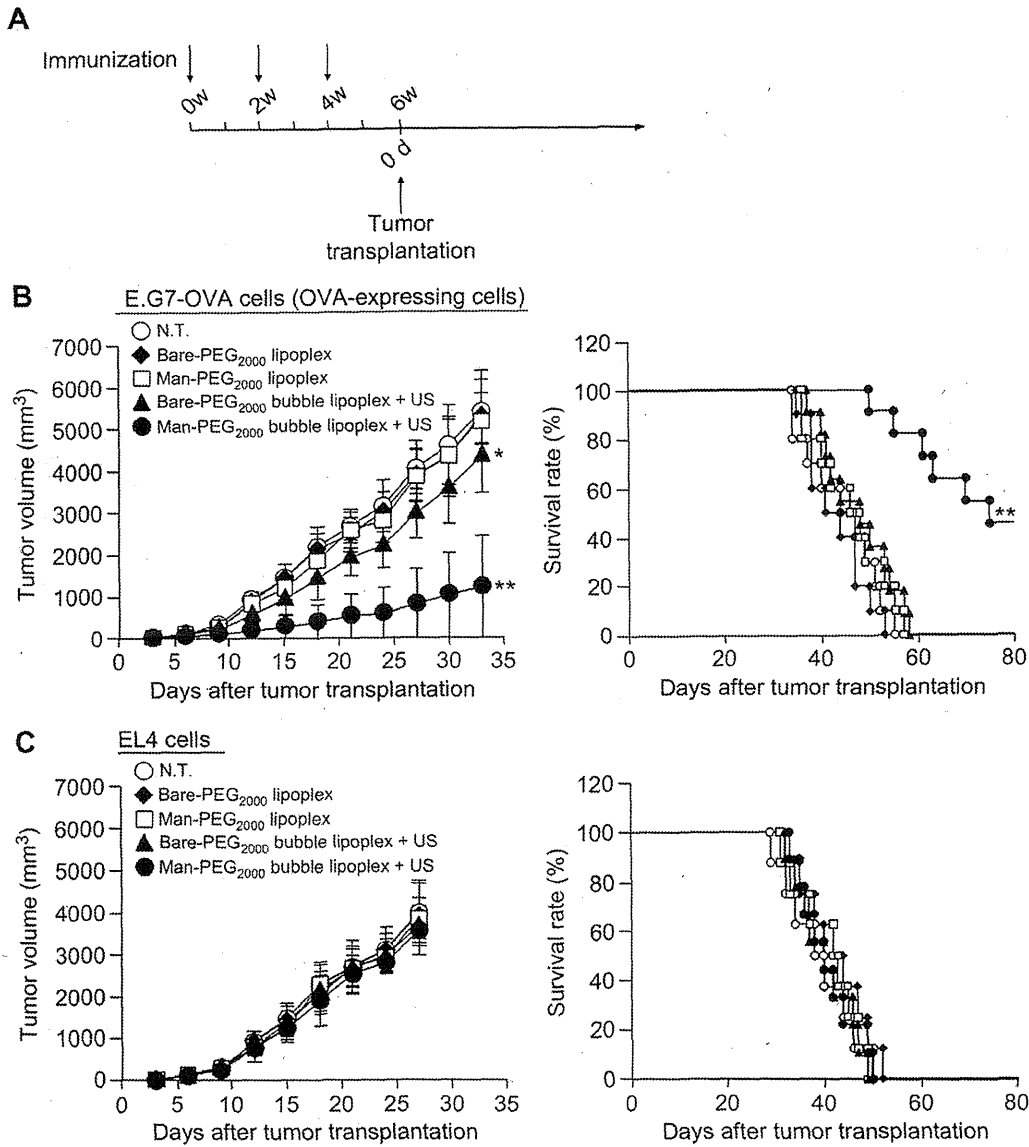 A
Immunization
0w 2w 4w 6w
0 d
Tumor
transplantation
B
E.G7-OVA cells (OVA-expressing cells)
N.T.
Bare-PEG2000 lipoplex
Man-PEG2000 lipoplex
Bare-PEG2000 bubble lipoplex + US
Man-PEG2000 bubble lipoplex + US
Tumor volume (mm3)
7000
6000
5000
4000
3000
2000
1000
0
*
**
0 5 10 15 20 25 30 35
Days after tumor transplantation
Survival rate (%)
120
100
80
60
40
20
0
**
0 20 40 60 80
Days after tumor transplantation
C
EL4 cells
N.T.
Bare-PEG2000 lipoplex
Man-PEG2000 lipoplex
Bare-PEG2000 bubble lipoplex + US
Man-PEG2000 bubble lipoplex + US
Tumor volume (mm3)
7000
6000
5000
4000
3000
2000
1000
0
0 5 10 15 20 25 30 35
Days after tumor transplantation
Survival rate (%)
120
100
80
60
40
20
0
0 20 40 60 80
Days after tumor transplantation